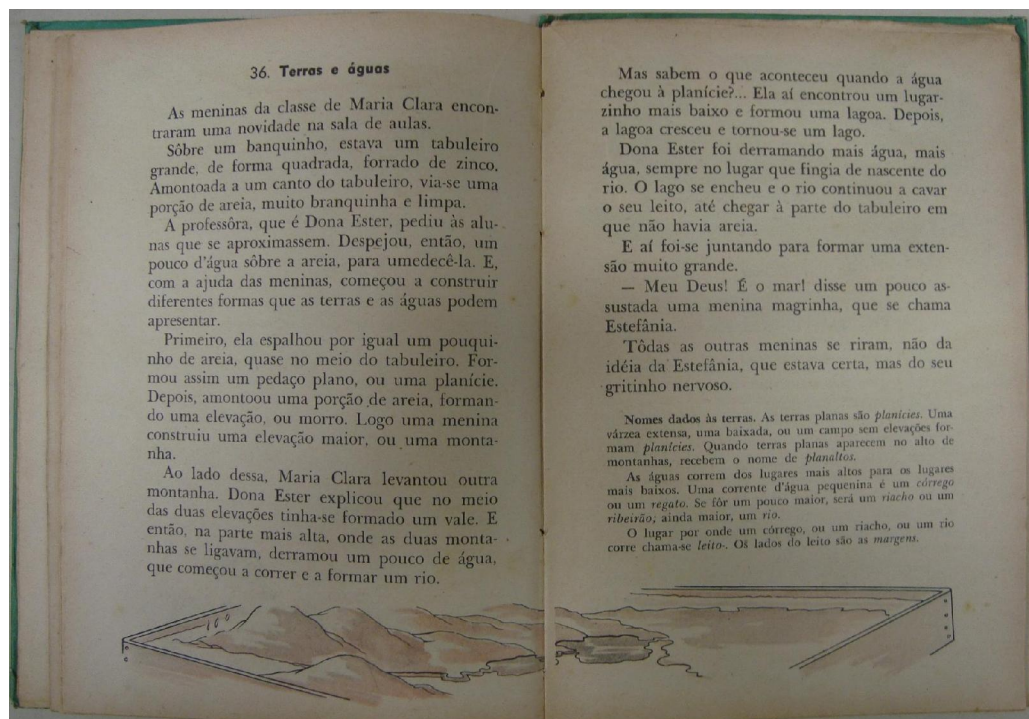 36. Terras e águas
As meninas da classe de Maria Clara encon-
traram uma novidade na sala de aulas.
Sôbre um banquinho, estava um tabuleiro
grande, de forma quadrada, forrado de zinco.
Amontoada a um canto do tabuleiro, via-se uma
porção de areia, muito branquinha e limpa.
A professôra, que é Dona Ester, pediu às alu-
nas que se aproximassem. Despejou, então, um
pouco d'água sôbre a areia, para umedecê-la. E,
com a ajuda das meninas, começou a construir
diferentes formas que as terras e as águas podem
apresentar.
Primeiro, ela espalhou por igual um pouqui-
nho de areia, quase no meio do tabuleiro. For-
mou assim um pedaço plano, ou uma planície.
Depois, amontoou uma porção de areia, forman-
do uma elevação, ou morro. Logo uma menina
construiu uma elevação maior, ou uma monta-
nha.
Ao lado dessa, Maria Clara levantou outra
montanha. Dona Ester explicou que no meio
das duas elevações tinha-se formado um vale. E
então, na parte mais alta, onde as duas monta-
nhas se ligavam, derramou um pouco de água,
que começou a correr e a formar um rio.
Mas sabem o que aconteceu quando a água
chegou à planície?... Ela aí encontrou um lugar-
zinho mais baixo e formou uma lagoa. Depois,
a lagoa cresceu e tornou-se um lago.
Dona Ester foi derramando mais água, mais
água, sempre no lugar que fingia de nascente do
rio. O lago se encheu e o rio continuou a cavar
o seu leito, até chegar à parte do tabuleiro em
que não havia areia.
E aí foi-se juntando para formar uma exten-
são muito grande.
— Meu Deus! É o mar! disse um pouco as-
sustada uma menina magrinha, que se chama
Estefânia.
Tôdas as outras meninas se riram, não da
idéia da Estefânia, que estava certa, mas do seu
gritinho nervoso.
Nomes dados às terras. As terras planas são planícies. Uma
várzea extensa, uma baixada, ou um campo sem elevações for-
mam planícies. Quando terras planas aparecem no alto de
montanhas, recebem o nome de planaltos.
As águas correm dos lugares mais altos para os lugares
mais baixos. Uma corrente d'água pequenina é um córrego
ou um regato. Se fôr um pouco maior, será um riacho ou um
ribeirão; ainda maior, um rio.
O lugar por onde um córrego, ou um riacho, ou um rio
corre chama-se leito-. Os lados do leito são as margens.